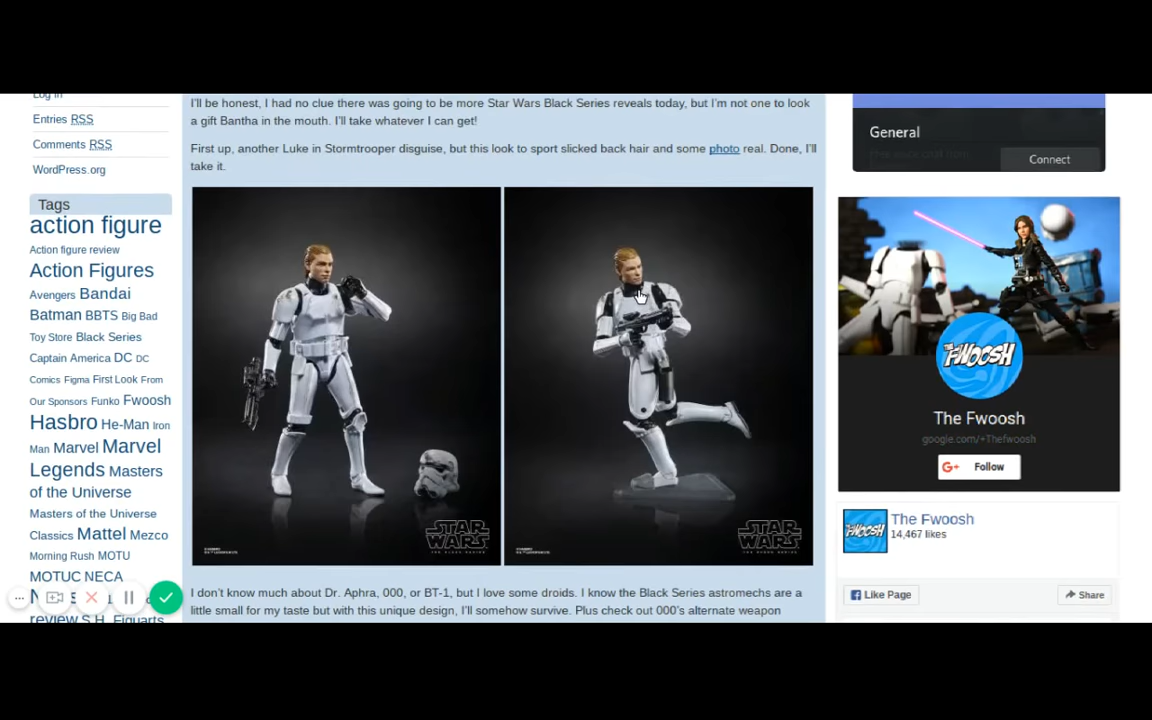 Log in
Entries RSS
Comments RSS
WordPress.org
Tags
action figure
Action figure review
Action Figures
Avengers Bandai
Batman BBTS Big Bad
Toy Store Black Series
Captain America DC DC
Comics Figma First Look From
Our Sponsors Funko Fwoosh
Hasbro He-Man Iron
Man Marvel Marvel
Legends Masters
of the Universe
Masters of the Universe
Classics Mattel Mezco
Morning Rush MOTU
MOTUC NECA
review S.H. Figuarts
I'll be honest, I had no clue there was going to be more Star Wars Black Series reveals today, but I'm not one to look
a gift Bantha in the mouth. I'll take whatever I can get!
First up, another Luke in Stormtrooper disguise, but this look to sport slicked back hair and some photo real. Done, I'll
take it.
STAR WARS
STAR WARS
I don't know much about Dr. Aphra, 000, or BT-1, but I love some droids. I know the Black Series astromechs are a
little small for my taste but with this unique design, I'll somehow survive. Plus check out 000's alternate weapon
General
Connect
THE FWOOSH
The Fwoosh
google.com/+Thefwoosh
G+ Follow
THE FWOOSH
The Fwoosh
14,467 likes
Like Page
Share